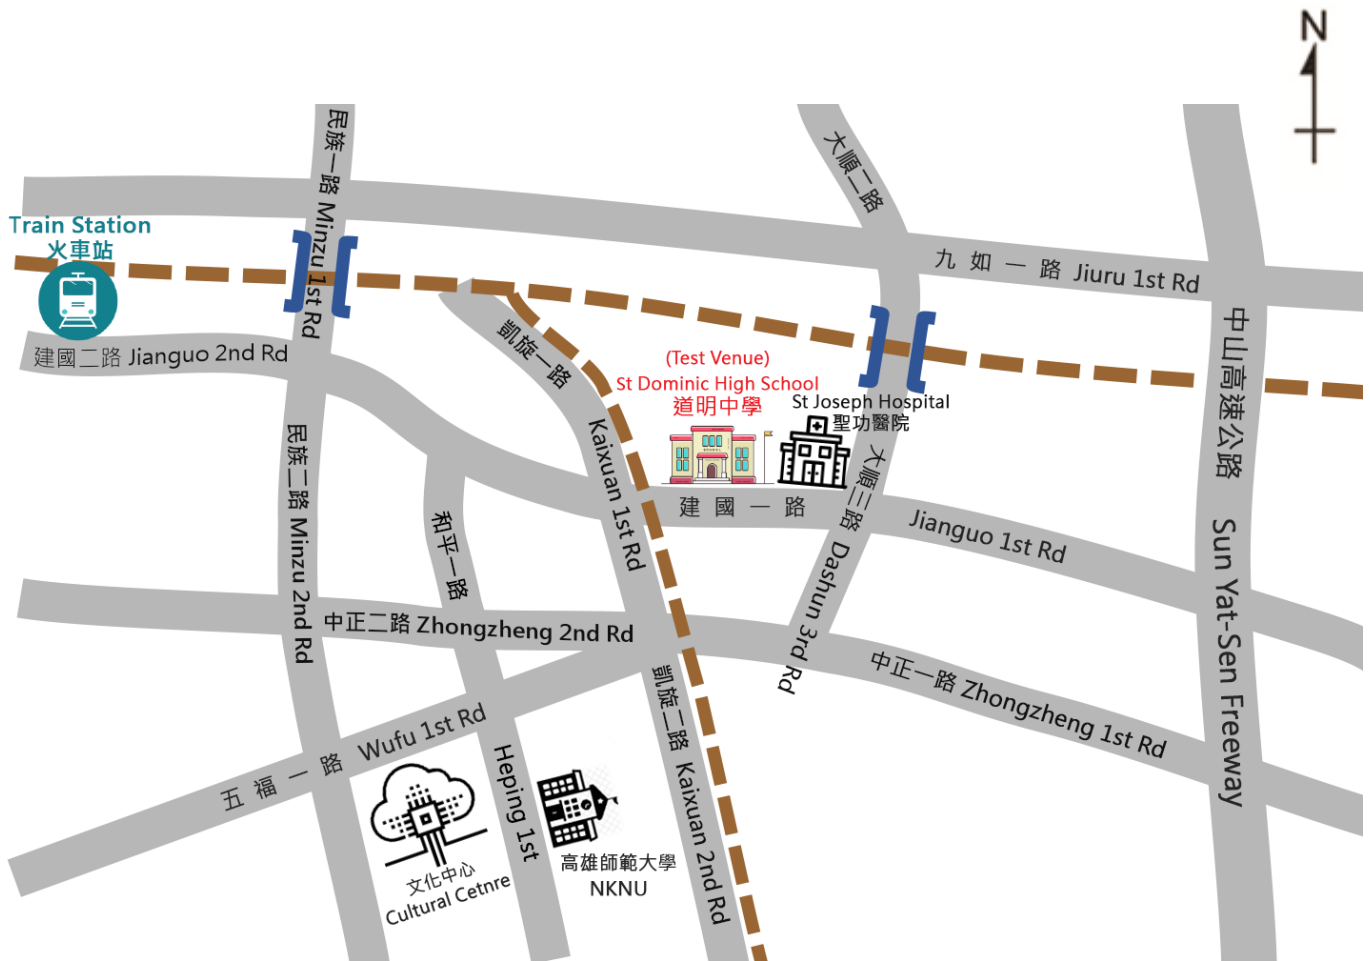 N
民族一路 Minzu 1st Rd
大順二路
Train Station
火車站
九如一路 Jiuru 1st Rd
建國二路 Jianguo 2nd Rd
凱旋一路
Kaixuan 1st Rd
(Test Venue)
St Dominic High School
道明中學
St Joseph Hospital
聖功醫院
中山高速公路 Sun Yat-Sen Freeway
民族二路 Minzu 2nd Rd
和平一路
Heping 1st
建國一路
Jianguo 1st Rd
大順三路 Dashun 3rd Rd
中正二路 Zhongzheng 2nd Rd
中正一路 Zhongzheng 1st Rd
五福一路 Wufu 1st Rd
凱旋二路 Kaixuan 2nd Rd
文化中心
Cultural Cetnre
高雄師範大學
NKNU